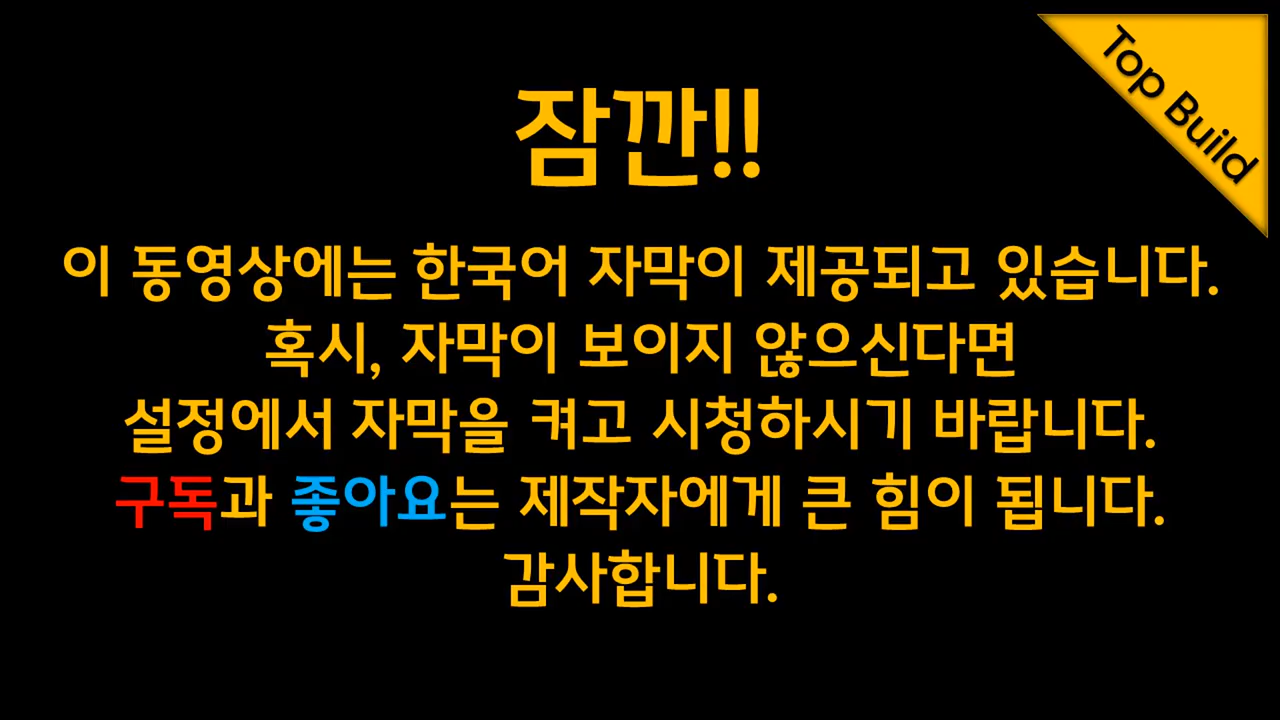 Top Build
잠깐!!
이 동영상에는 한국어 자막이 제공되고 있습니다.
혹시, 자막이 보이지 않으신다면
설정에서 자막을 켜고 시청하시기 바랍니다.
구독과 좋아요는 제작자에게 큰 힘이 됩니다.
감사합니다.